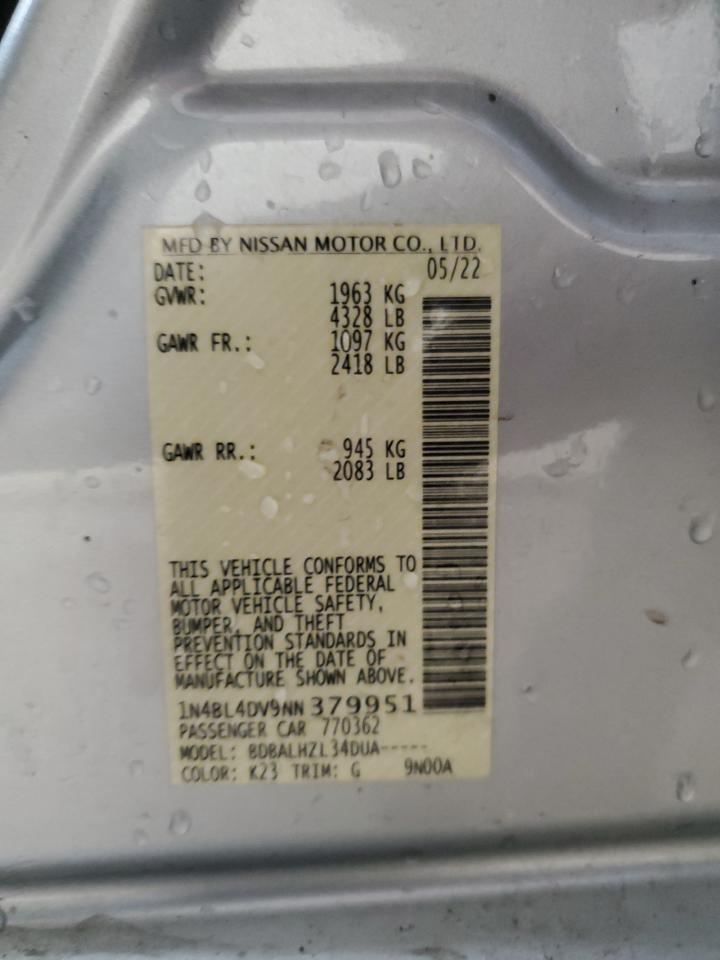 MFD BY NISSAN MOTOR CO., LTD.
DATE: 05/22
GVWR: 1963 KG
4328 LB
GAWR FR.: 1097 KG
2418 LB
GAWR RR.: 945 KG
2083 LB
THIS VEHICLE CONFORMS TO
ALL APPLICABLE FEDERAL
MOTOR VEHICLE SAFETY,
BUMPER, AND THEFT
PREVENTION STANDARDS IN
EFFECT ON THE DATE OF
MANUFACTURE SHOWN ABOVE.
1N4BL4DV9NN379951
PASSENGER CAR 770362
MODEL: BDBALHZL34DUA-----
COLOR: K23 TRIM: G 9N00A